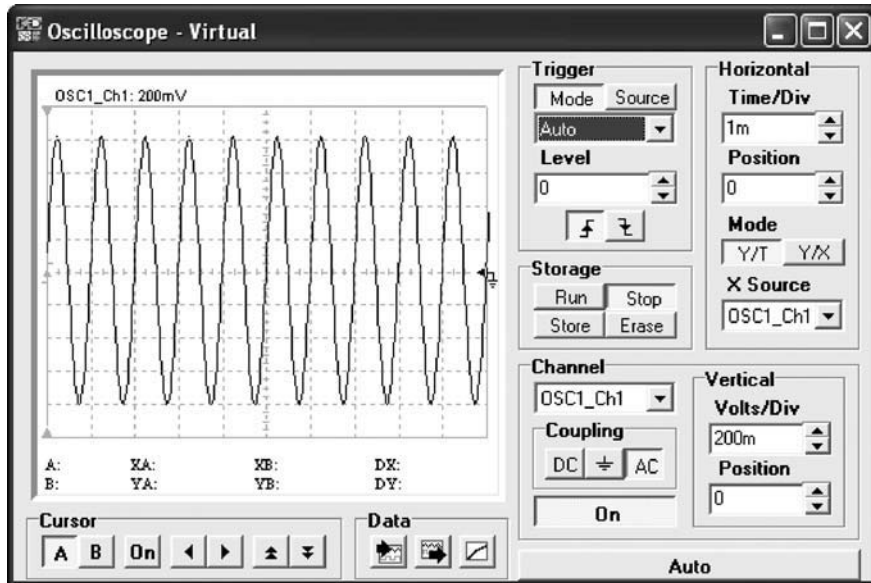 Oscilloscope - Virtual
OSC1_Ch1: 200mV
A: XA: XB: DX:
B: YA: YB: DY:
Cursor
A B On
Data
Trigger
Mode Source
Auto
Level
0
Storage
Run Stop
Store Erase
Horizontal
Time/Div
1m
Position
0
Mode
Y/T Y/X
X Source
OSC1_Ch1
Channel
OSC1_Ch1
Coupling
DC AC
On
Vertical
Volts/Div
200m
Position
0
Auto